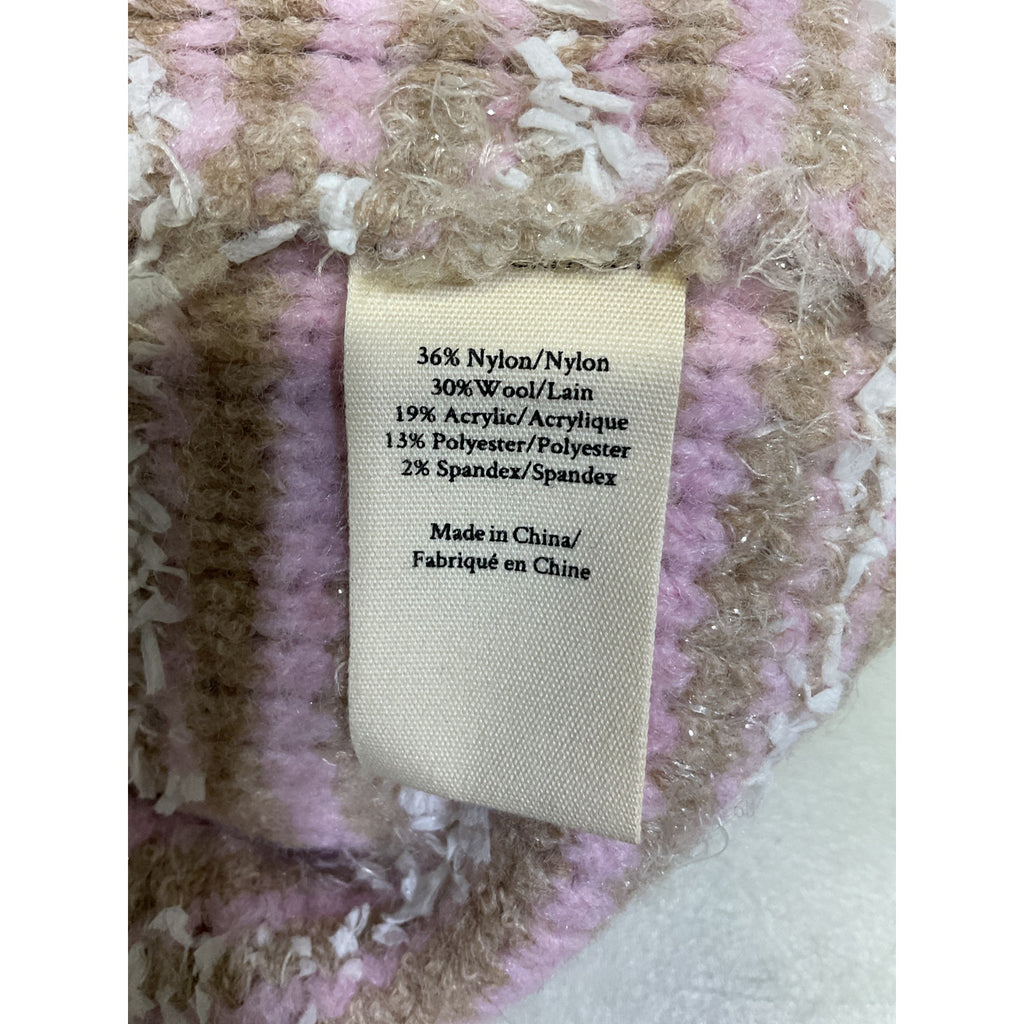 36% Nylon/Nylon
30%Wool/Lain
19% Acrylic/Acrylique
13% Polyester/Polyester
2% Spandex/Spandex
Made in China/
Fabriqué en Chine